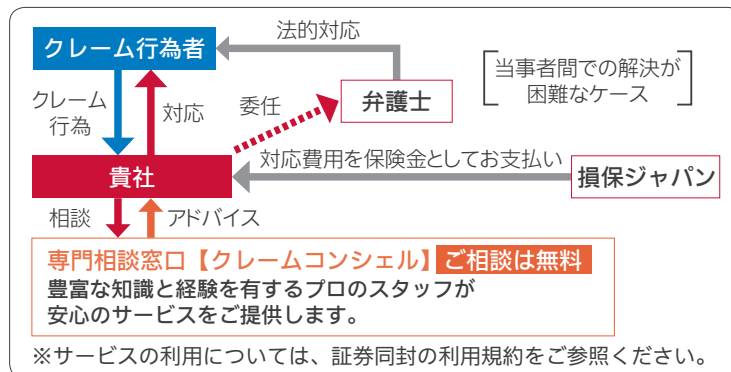 法的対応
クレーム行為者
当事者間での解決が
困難なケース
クレーム
行為
対応
委任
弁護士
対応費用を保険金としてお支払い
貴社
損保ジャパン
相談
アドバイス
専門相談窓口【クレームコンシェル】 ご相談は無料
豊富な知識と経験を有するプロのスタッフが
安心のサービスをご提供します。
※サービスの利用については、証券同封の利用規約をご参照ください。